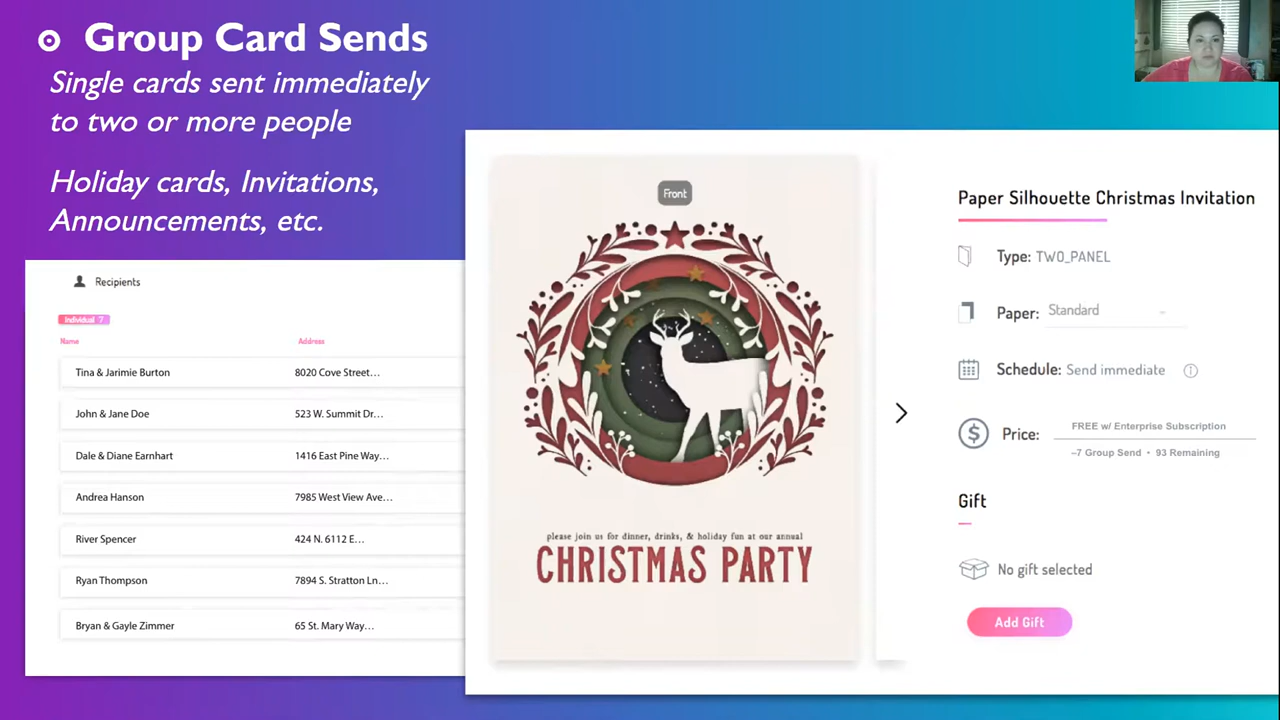 Group Card Sends
Single cards sent immediately
to two or more people
Holiday cards, Invitations,
Announcements, etc.
Recipients
Individual 7
Name Address
Tina & Jarimie Burton 8020 Cove Street...
John & Jane Doe 523 W. Summit Dr...
Dale & Diane Earnhart 1416 East Pine Way...
Andrea Hanson 7985 West View Ave...
River Spencer 424 N. 6112 E...
Ryan Thompson 7894 S. Stratton Ln...
Bryan & Gayle Zimmer 65 St. Mary Way...
Front
please join us for dinner, drinks, & holiday fun at our annual
CHRISTMAS PARTY
Paper Silhouette Christmas Invitation
Type: TWO_PANEL
Paper: Standard
Schedule: Send immediate
Price: FREE w/ Enterprise Subscription
–7 Group Send • 93 Remaining
Gift
No gift selected
Add Gift